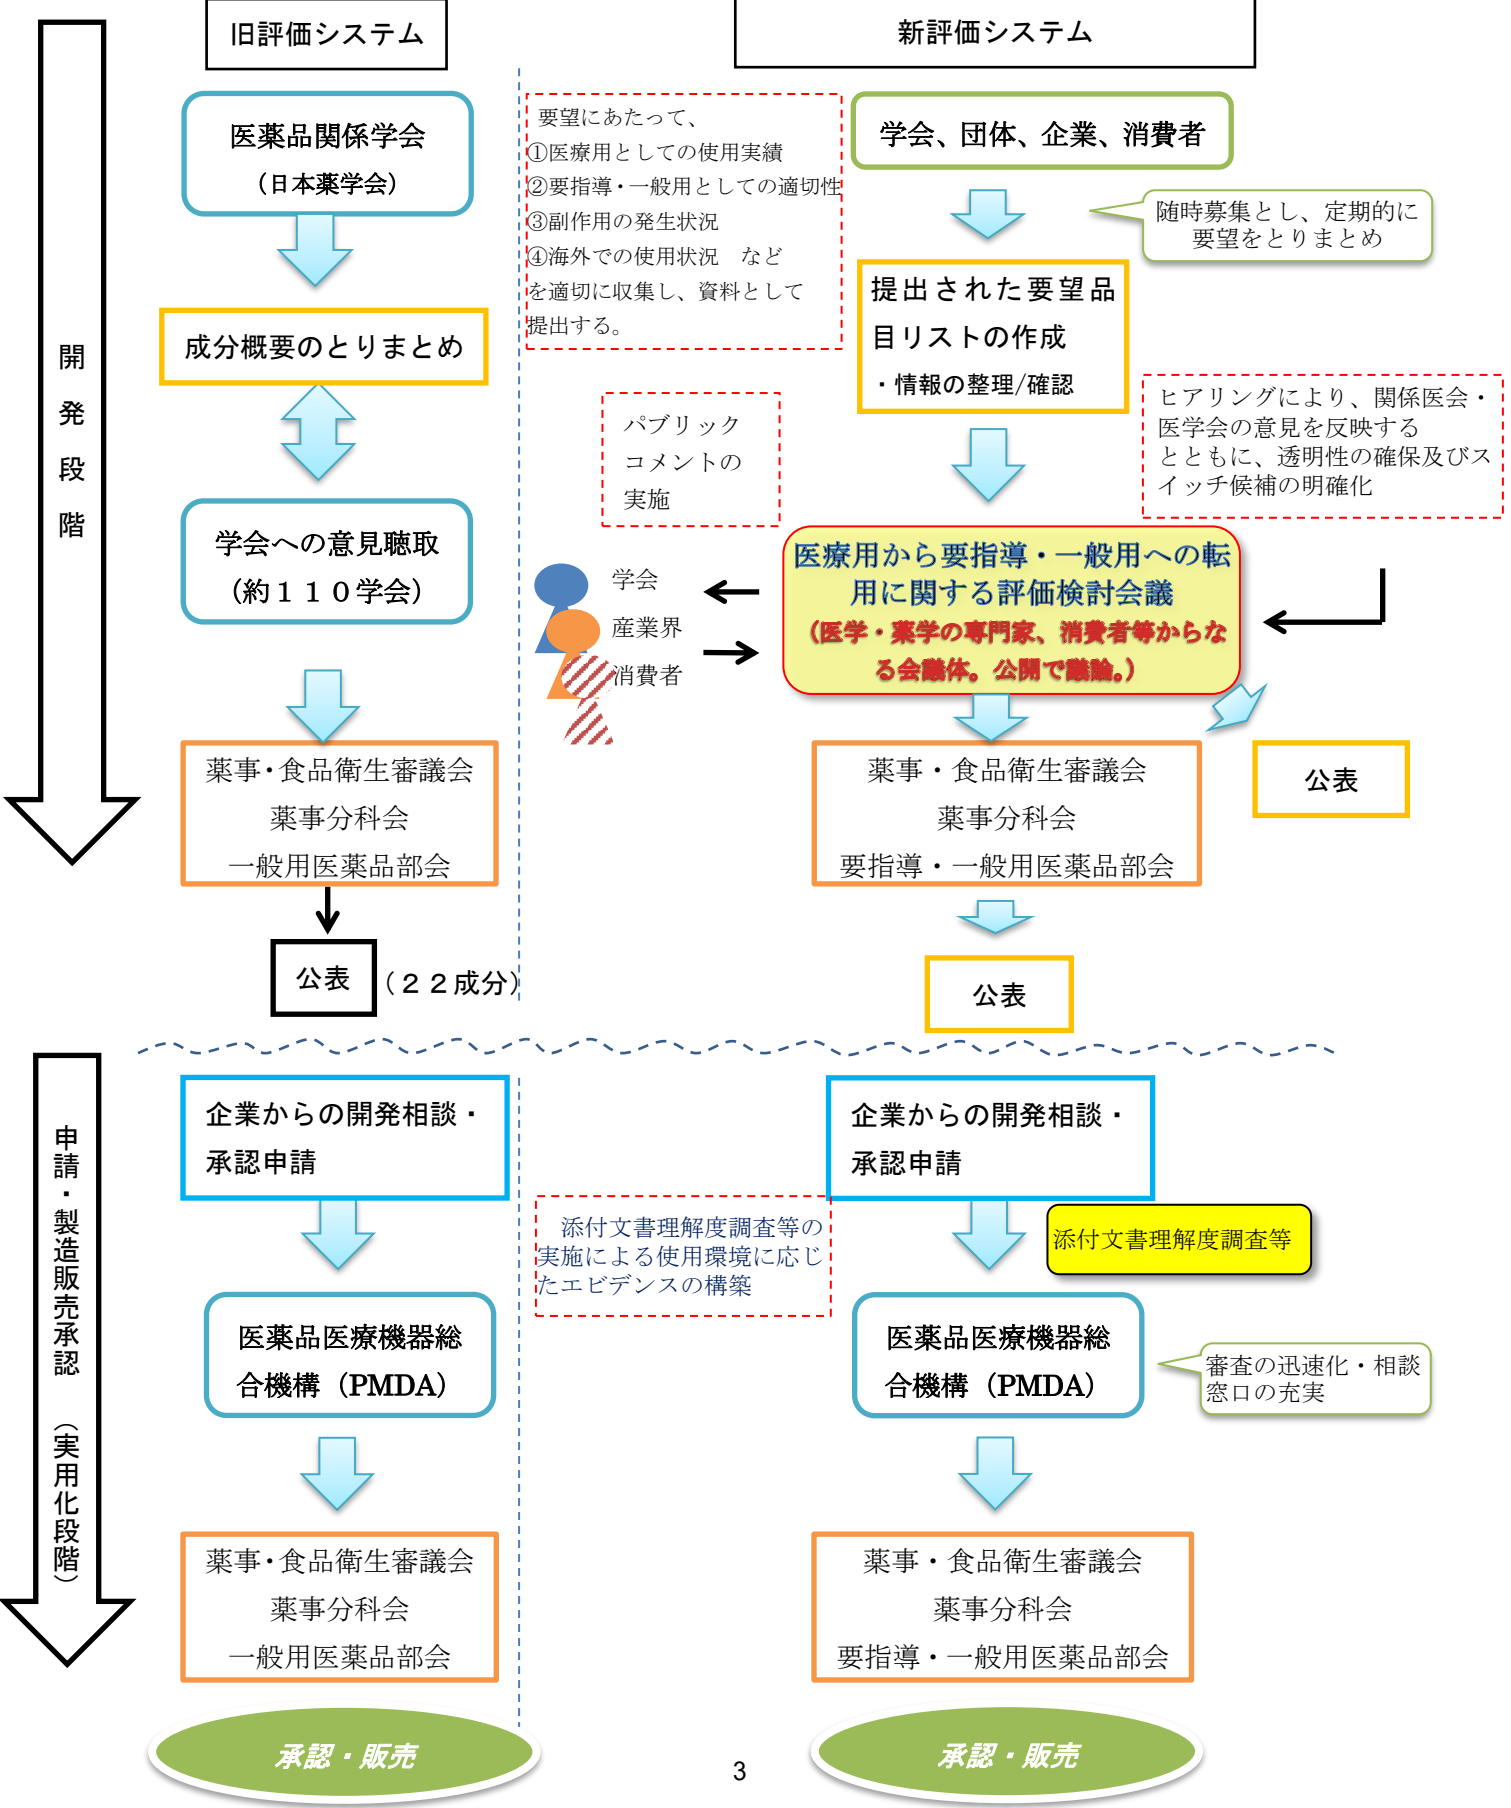 旧評価システム
新評価システム
開発段階
医薬品関係学会
（日本薬学会）
成分概要のとりまとめ
学会への意見聴取
（約１１０学会）
薬事・食品衛生審議会
薬事分科会
一般用医薬品部会
公表
（２２成分）
要望にあたって、
①医療用としての使用実績
②要指導・一般用としての適切性
③副作用の発生状況
④海外での使用状況　など
を適切に収集し、資料として
提出する。
学会、団体、企業、消費者
随時募集とし、定期的に
要望をとりまとめ
提出された要望品
目リストの作成
・情報の整理/確認
パブリック
コメントの
実施
ヒアリングにより、関係医会・
医学会の意見を反映する
とともに、透明性の確保及びス
イッチ候補の明確化
学会
産業界
消費者
医療用から要指導・一般用への転
用に関する評価検討会議
（医学・薬学の専門家、消費者等からな
る会議体。公開で議論。）
薬事・食品衛生審議会
薬事分科会
要指導・一般用医薬品部会
公表
公表
申請・製造販売承認　（実用化段階）
企業からの開発相談・
承認申請
医薬品医療機器総
合機構（PMDA）
薬事・食品衛生審議会
薬事分科会
一般用医薬品部会
承認・販売
添付文書理解度調査等の
実施による使用環境に応じ
たエビデンスの構築
企業からの開発相談・
承認申請
添付文書理解度調査等
医薬品医療機器総
合機構（PMDA）
審査の迅速化・相談
窓口の充実
薬事・食品衛生審議会
薬事分科会
要指導・一般用医薬品部会
承認・販売
3